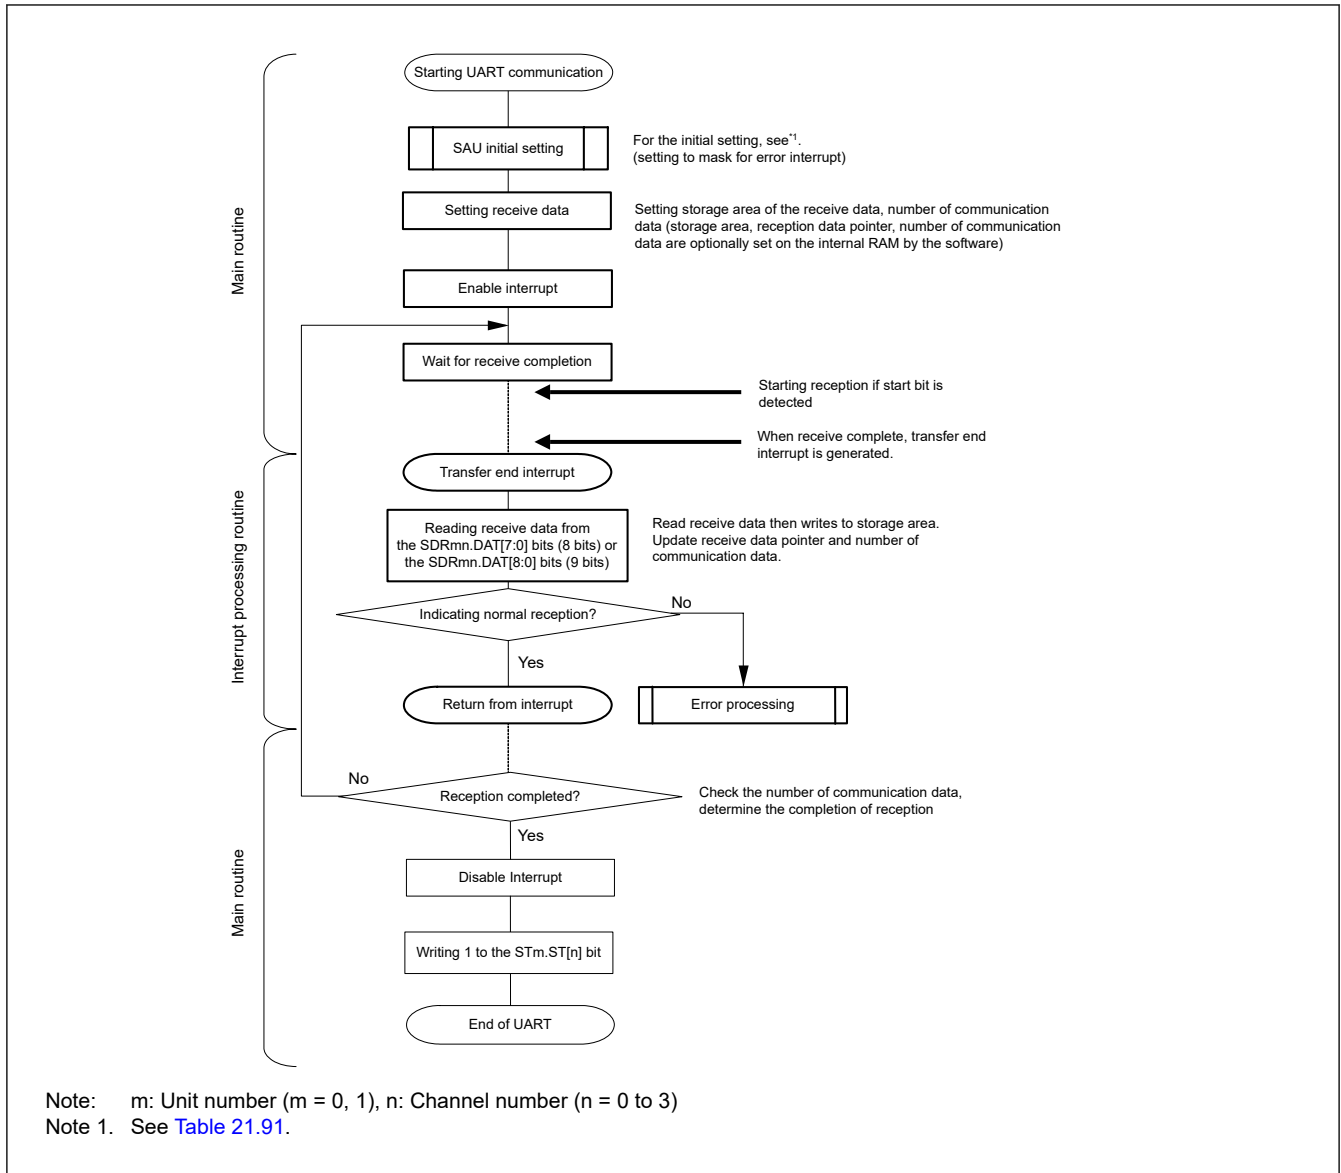 Starting UART communication
SAU initial setting
For the initial setting, see*1.
(setting to mask for error interrupt)
Setting receive data
Setting storage area of the receive data, number of communication
data (storage area, reception data pointer, number of communication
data are optionally set on the internal RAM by the software)
Main routine
Enable interrupt
Wait for receive completion
Starting reception if start bit is
detected
When receive complete, transfer end
interrupt is generated.
Transfer end interrupt
Reading receive data from
the SDRmn.DAT[7:0] bits (8 bits) or
the SDRmn.DAT[8:0] bits (9 bits)
Read receive data then writes to storage area.
Update receive data pointer and number of
communication data.
Interrupt processing routine
Indicating normal reception?
No
Yes
Return from interrupt
Error processing
No
Reception completed?
Check the number of communication data,
determine the completion of reception
Yes
Main routine
Disable Interrupt
Writing 1 to the STm.ST[n] bit
End of UART
Note: m: Unit number (m = 0, 1), n: Channel number (n = 0 to 3)
Note 1. See Table 21.91.